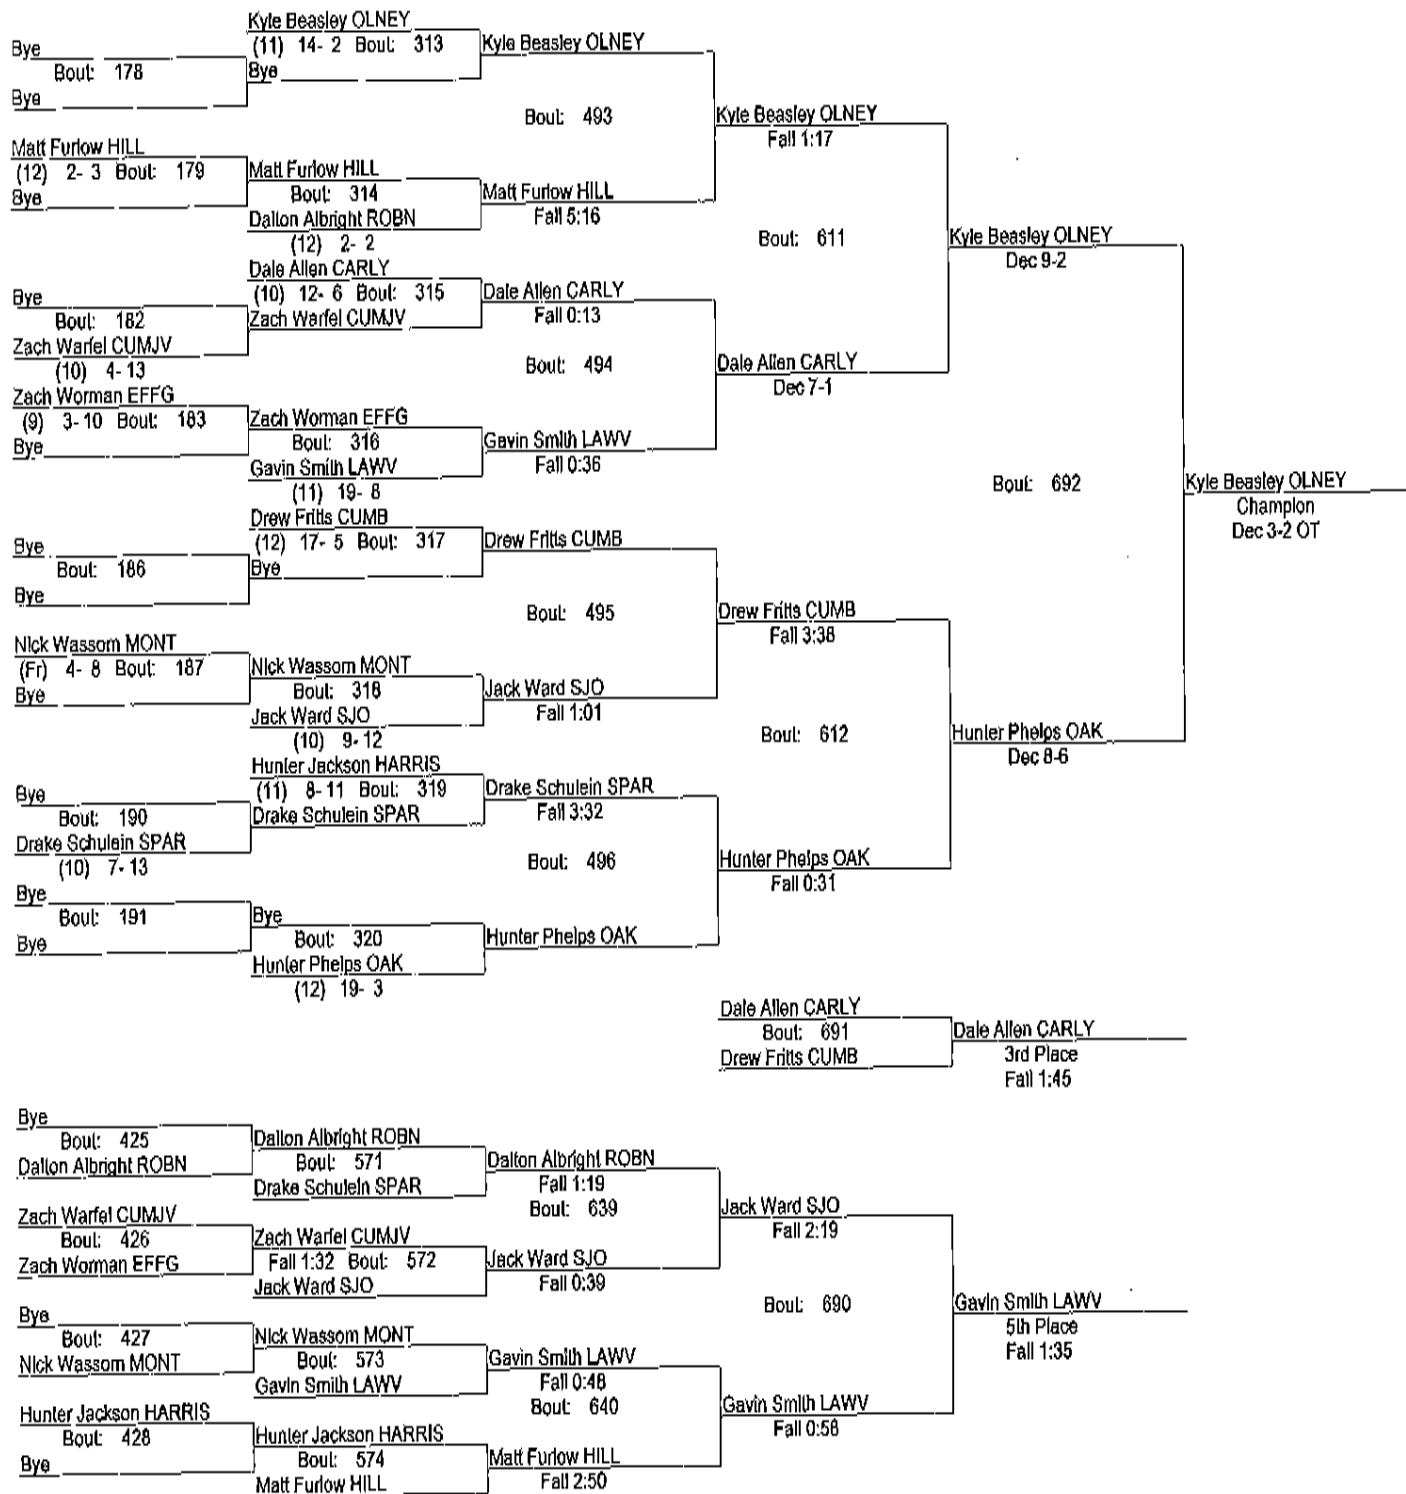 Kyle Beasley OLNEY
Bye
(11) 14- 2 Bout: 313
Kyle Beasley OLNEY
Bout: 178
Bye
Bye
Bout: 493
Kyle Beasley OLNEY
Fall 1:17
Matt Furlow HILL
(12) 2- 3 Bout: 179
Matt Furlow HILL
Bye
Bout: 314
Matt Furlow HILL
Dalton Albright ROBN
Fall 5:16
(12) 2- 2
Bout: 611
Kyle Beasley OLNEY
Dec 9-2
Dale Allen CARLY
Bye
(10) 12- 6 Bout: 315
Dale Allen CARLY
Bout: 182
Zach Warfel CUMJV
Fall 0:13
Zach Warfel CUMJV
(10) 4- 13
Bout: 494
Dale Allen CARLY
Dec 7-1
Zach Worman EFFG
(9) 3- 10 Bout: 183
Zach Worman EFFG
Bye
Bout: 316
Gavin Smith LAWV
Gavin Smith LAWV
Fall 0:36
(11) 19- 8
Bout: 692
Kyle Beasley OLNEY
Champion
Dec 3-2 OT
Drew Fritts CUMB
Bye
(12) 17- 5 Bout: 317
Drew Fritts CUMB
Bout: 186
Bye
Bye
Bout: 495
Drew Fritts CUMB
Fall 3:38
Nick Wassom MONT
(Fr) 4- 8 Bout: 187
Nick Wassom MONT
Bye
Bout: 318
Jack Ward SJO
Jack Ward SJO
Fall 1:01
(10) 9- 12
Bout: 612
Hunter Phelps OAK
Dec 8-6
Hunter Jackson HARRIS
Bye
(11) 8- 11 Bout: 319
Drake Schulein SPAR
Bout: 190
Drake Schulein SPAR
Fall 3:32
Drake Schulein SPAR
(10) 7- 13
Bout: 496
Hunter Phelps OAK
Fall 0:31
Bye
Bout: 191
Bye
Bye
Bout: 320
Hunter Phelps OAK
Hunter Phelps OAK
(12) 19- 3
Dale Allen CARLY
Bout: 691
Dale Allen CARLY
Drew Fritts CUMB
3rd Place
Fall 1:45
Bye
Bout: 425
Dalton Albright ROBN
Dalton Albright ROBN
Bout: 571
Dalton Albright ROBN
Drake Schulein SPAR
Fall 1:19
Bout: 639
Jack Ward SJO
Fall 2:19
Zach Warfel CUMJV
Bout: 426
Zach Warfel CUMJV
Zach Worman EFFG
Fall 1:32 Bout: 572
Jack Ward SJO
Jack Ward SJO
Fall 0:39
Bout: 690
Gavin Smith LAWV
5th Place
Fall 1:35
Bye
Bout: 427
Nick Wassom MONT
Nick Wassom MONT
Bout: 573
Gavin Smith LAWV
Gavin Smith LAWV
Fall 0:48
Bout: 640
Gavin Smith LAWV
Fall 0:58
Hunter Jackson HARRIS
Bout: 428
Hunter Jackson HARRIS
Bye
Bout: 574
Matt Furlow HILL
Matt Furlow HILL
Fall 2:50